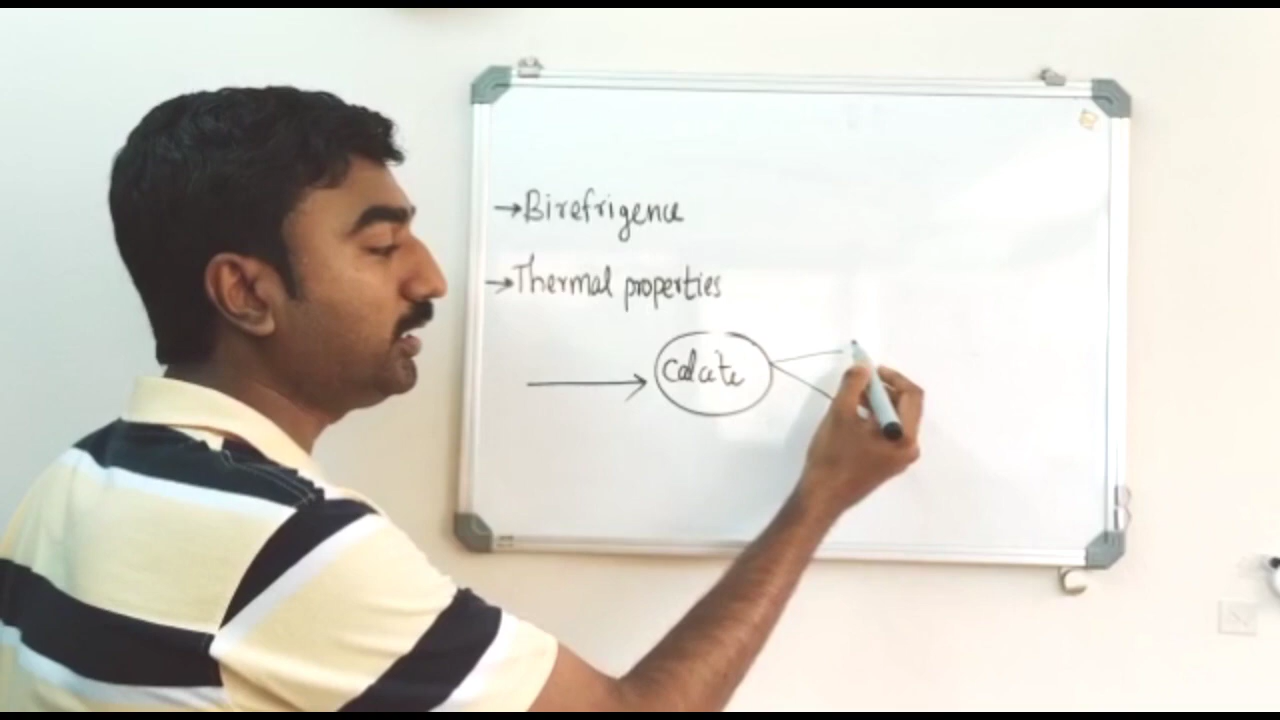 →Birefrigence
→Thermal properties
→ Calcite